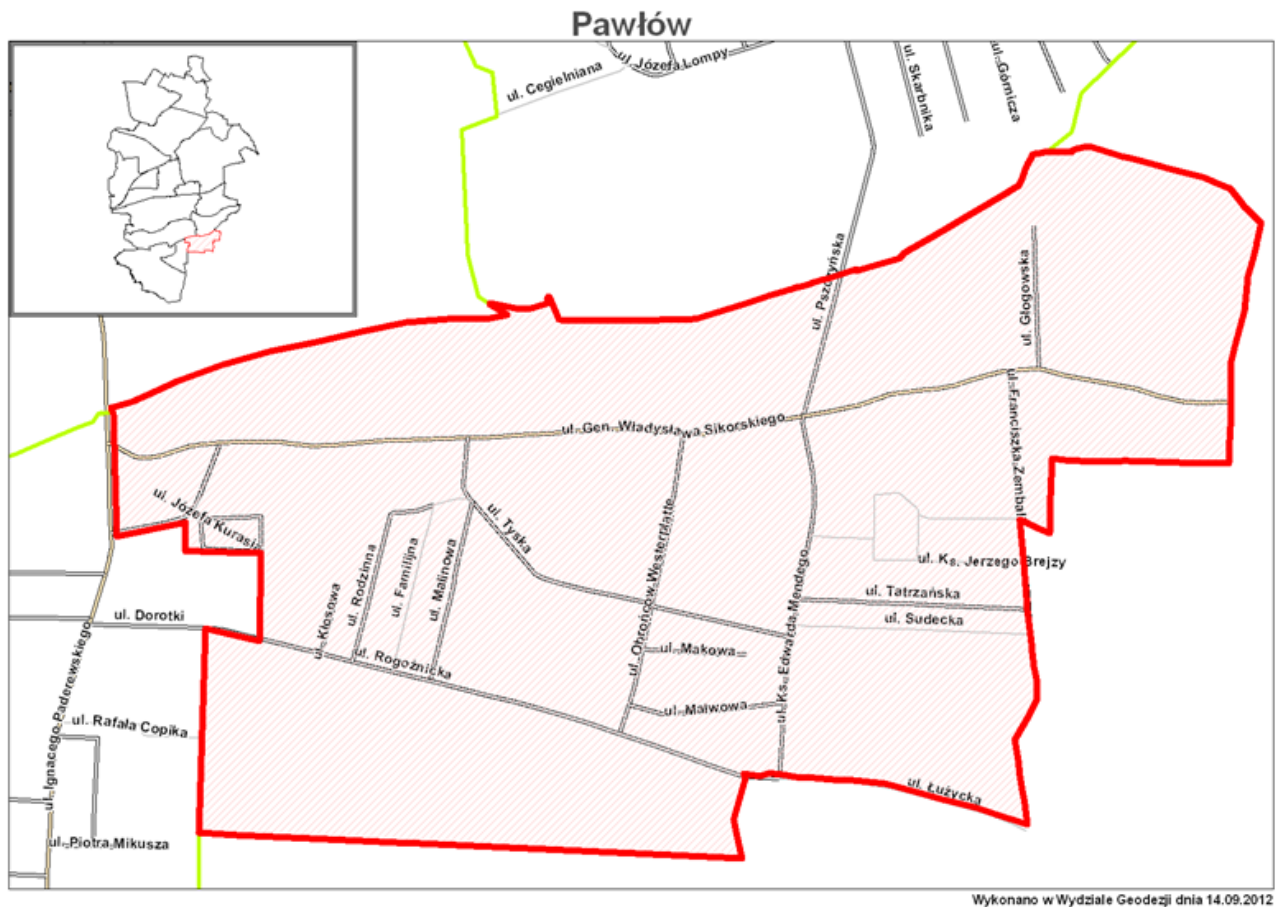 Pawłów
ul. Józefa Lompy
ul. Cegielniana
ul. Skarbnika
ul. Górnicza
ul. Pszczyńska
ul. Głogowska
ul. Gen. Władysława Sikorskiego
ul. Franciszka Zembali
ul. Józefa Kurasia
ul. Tyska
ul. Rodzinna
ul. Familijna
ul. Malinowa
ul. Kłosowa
ul. Obrońców Westerplatte
ul. Ks. Edwarda Mendego
ul. Ks. Jerzego Brejzy
ul. Tatrzańska
ul. Sudecka
ul. Dorotki
ul. Rogoźnicka
ul. Makowa
ul. Malwowa
ul. Ignacego Paderewskiego
ul. Rafała Copika
ul. Łużycka
ul. Piotra Mikusza
Wykonano w Wydziale Geodezji dnia 14.09.2012